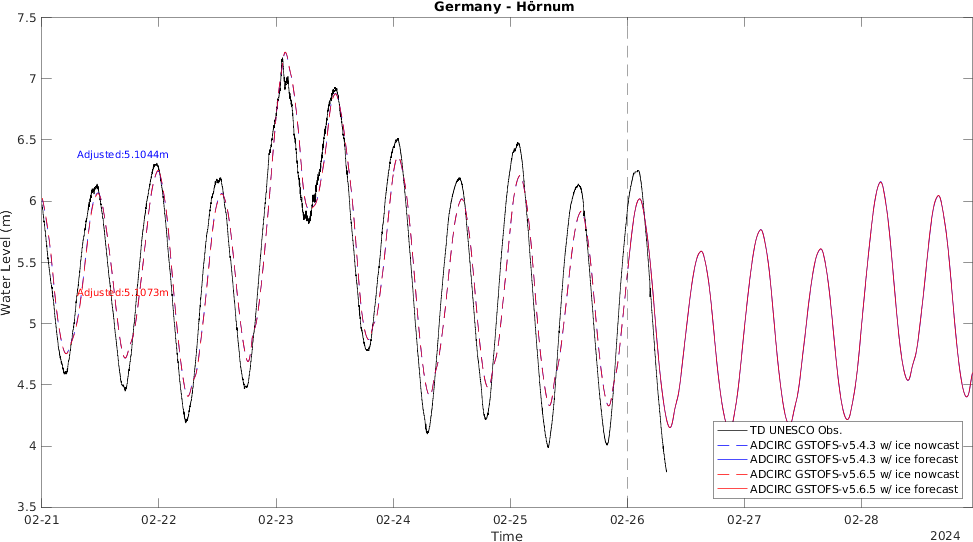 Germany - Hörnum
7.5
7
6.5
6
5.5
5
4.5
4
3.5
Water Level (m)
Adjusted:5.1044m
Adjusted:5.1073m
TD UNESCO Obs.
ADCIRC GSTOFS-v5.4.3 w/ ice nowcast
ADCIRC GSTOFS-v5.4.3 w/ ice forecast
ADCIRC GSTOFS-v5.6.5 w/ ice nowcast
ADCIRC GSTOFS-v5.6.5 w/ ice forecast
02-21 02-22 02-23 02-24 02-25 02-26 02-27 02-28
Time
2024